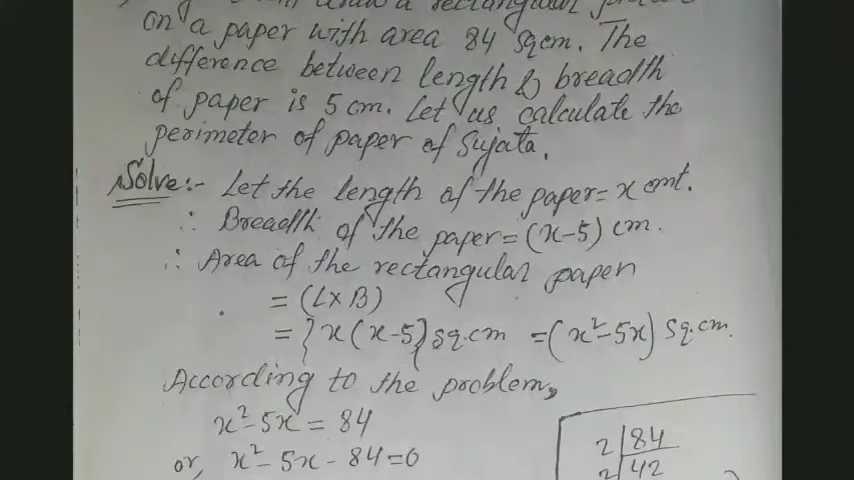 draw a rectangular
on a paper with area 84 sqcm. The
difference between length & breadth
of paper is 5 cm. Let us calculate the
perimeter of paper of Sujata.
Solve:- Let the length of the paper = x cmt.
∴ Breadth of the paper = (x-5) cm.
∴ Area of the rectangular paper
= (L×B)
= {x(x-5} sq.cm = (x²-5x) sq.cm.
According to the problem,
x²-5x = 84
or, x²-5x-84=0
2|84
2|42